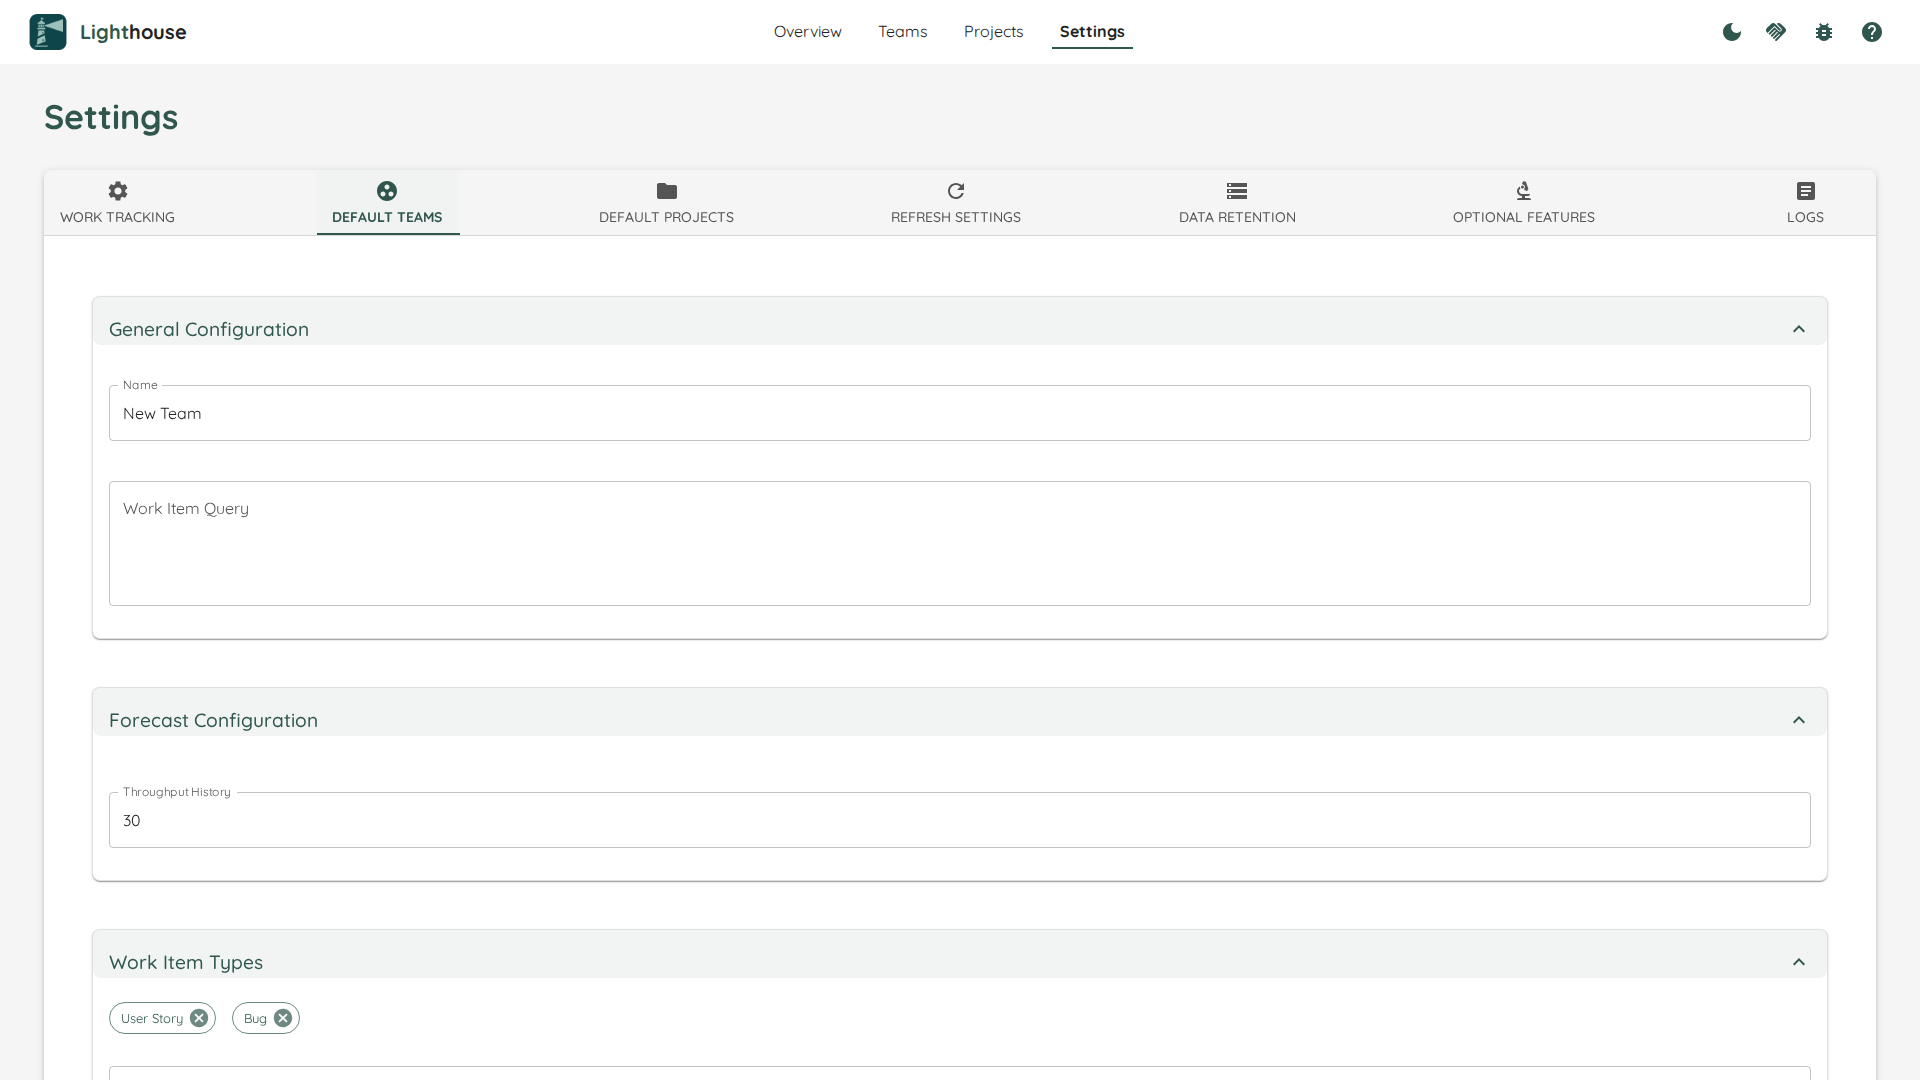 Lighthouse
Overview
Teams
Projects
Settings
Settings
WORK TRACKING
DEFAULT TEAMS
DEFAULT PROJECTS
REFRESH SETTINGS
DATA RETENTION
OPTIONAL FEATURES
LOGS
General Configuration
Name
New Team
Work Item Query
Forecast Configuration
Throughput History
30
Work Item Types
User Story
Bug